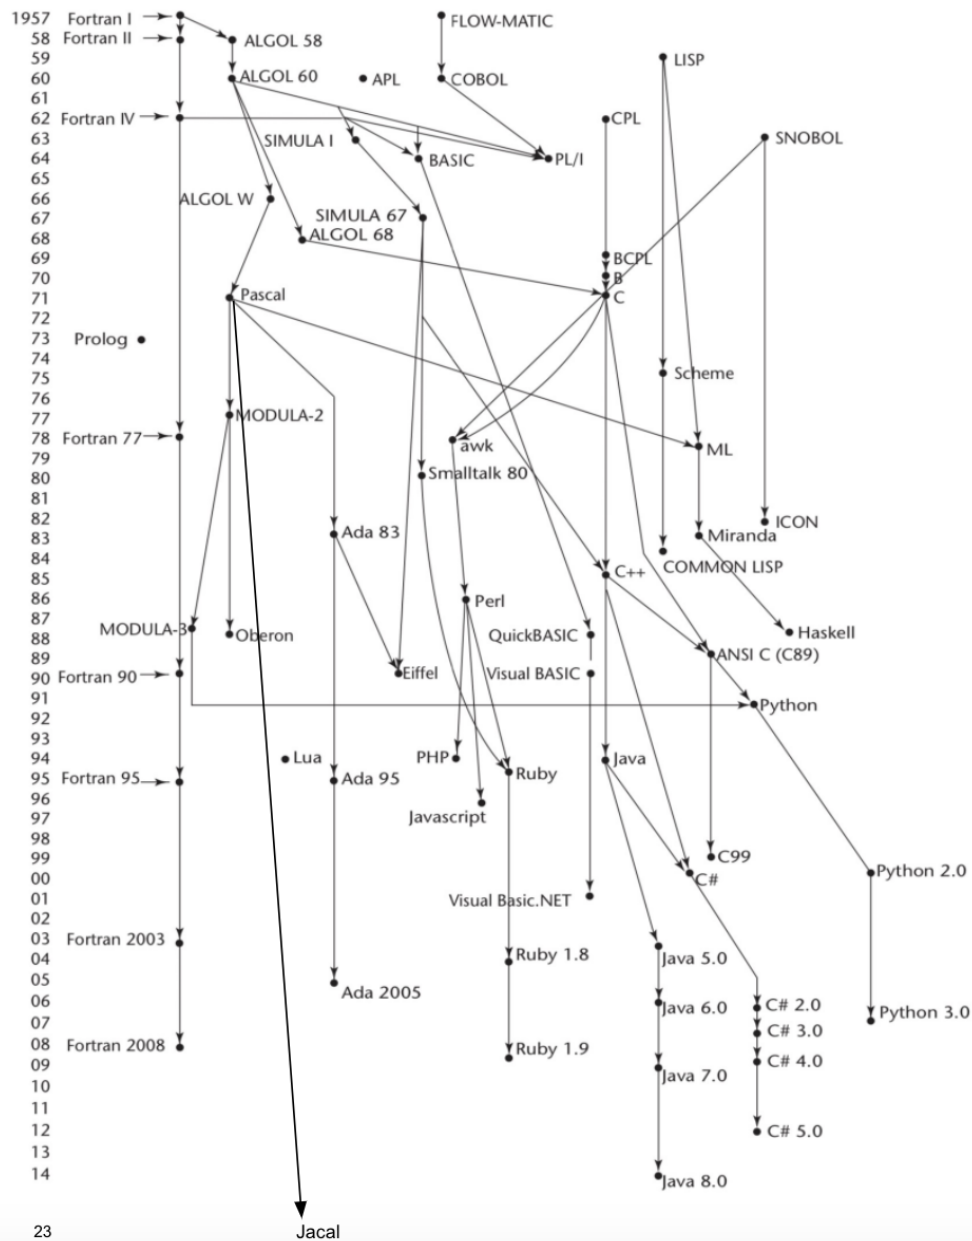 1957 Fortran I FLOW-MATIC
58 Fortran II ALGOL 58
59 LISP
60 ALGOL 60 APL COBOL
61
62 Fortran IV CPL
63 SIMULA I SNOBOL
64 BASIC PL/I
65
66 ALGOL W
67 SIMULA 67
68 ALGOL 68
69 BCPL
70 B
71 Pascal C
72
73 Prolog
74
75 Scheme
76
77 MODULA-2
78 Fortran 77 awk ML
79
80 Smalltalk 80
81
82 Ada 83 ICON
83 Miranda
84 COMMON LISP
85 C++
86 Perl
87
88 MODULA-3 Oberon QuickBASIC Haskell
89 ANSI C (C89)
90 Fortran 90 Eiffel Visual BASIC
91 Python
92
93
94 Lua PHP Java
95 Fortran 95 Ada 95 Ruby
96
97 Javascript
98
99 C99
00 C# Python 2.0
01 Visual Basic.NET
02
03 Fortran 2003
04 Ruby 1.8 Java 5.0
05 Ada 2005
06 Java 6.0 C# 2.0
07 C# 3.0 Python 3.0
08 Fortran 2008 Ruby 1.9
09 C# 4.0
10 Java 7.0
11
12 C# 5.0
13
14 Java 8.0
23 Jacal